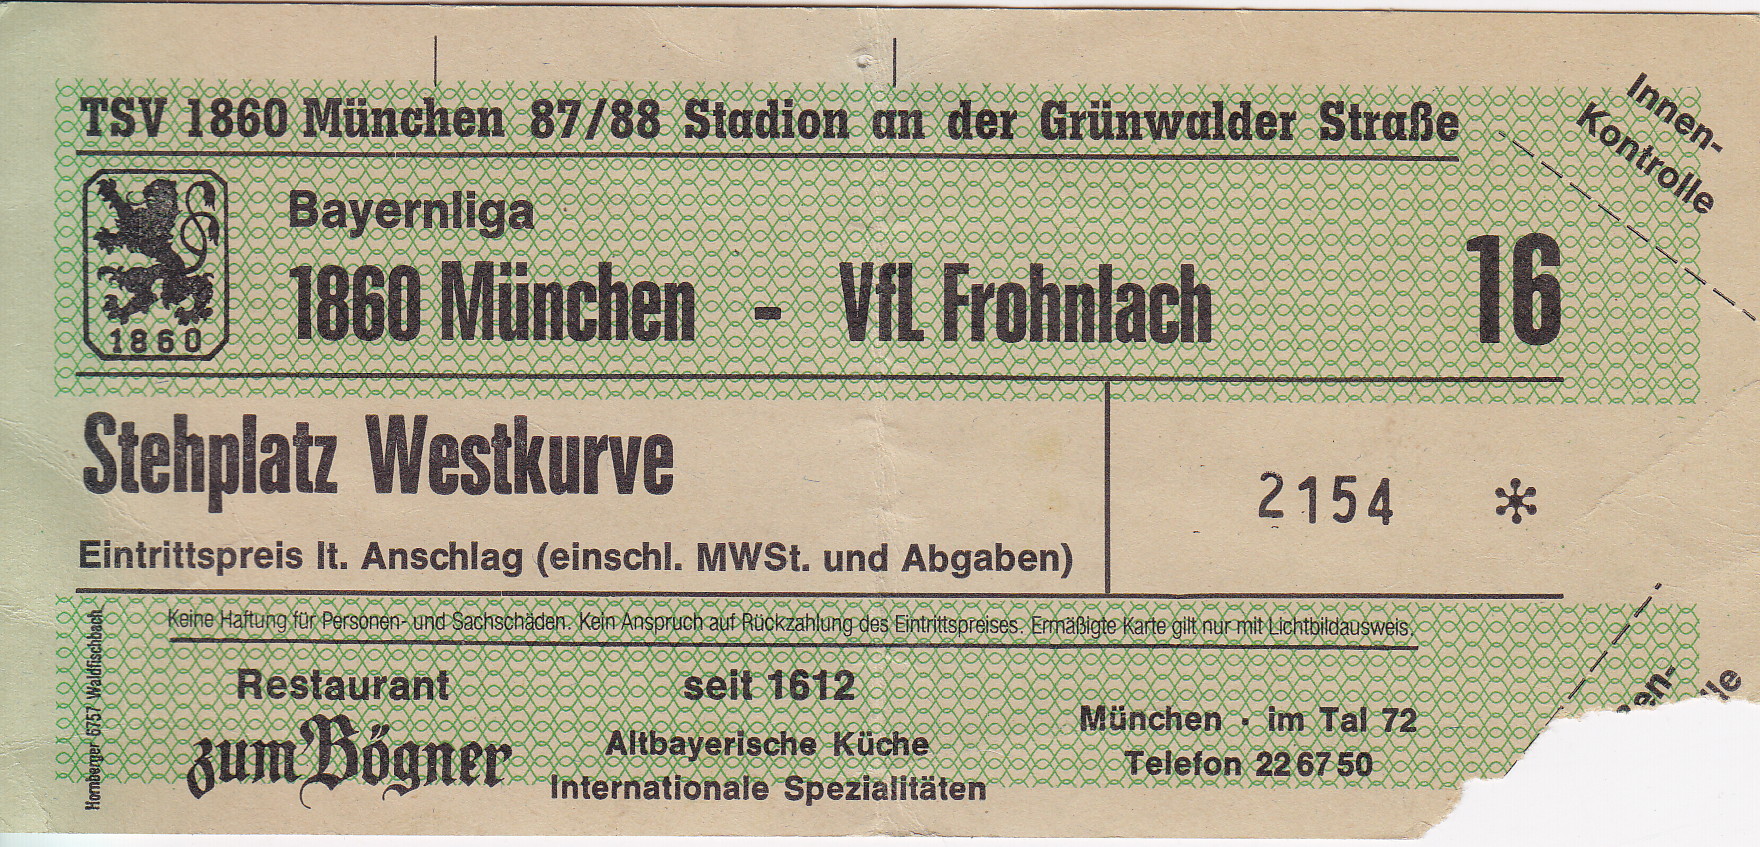 TSV 1860 München 87/88 Stadion an der Grünwalder Straße
Innen-
Kontrolle
1860
Bayernliga
1860 München - VfL Frohnlach
16
Stehplatz Westkurve
2154 *
Eintrittspreis lt. Anschlag (einschl. MWSt. und Abgaben)
Keine Haftung für Personen- und Sachschäden. Kein Anspruch auf Rückzahlung des Eintrittspreises. Ermäßigte Karte gilt nur mit Lichtbildausweis.
Homberger 6757 Waldfischbach
Restaurant
zum Bögner
seit 1612
Altbayerische Küche
Internationale Spezialitäten
München · im Tal 72
Telefon 22 67 50
en-
lle